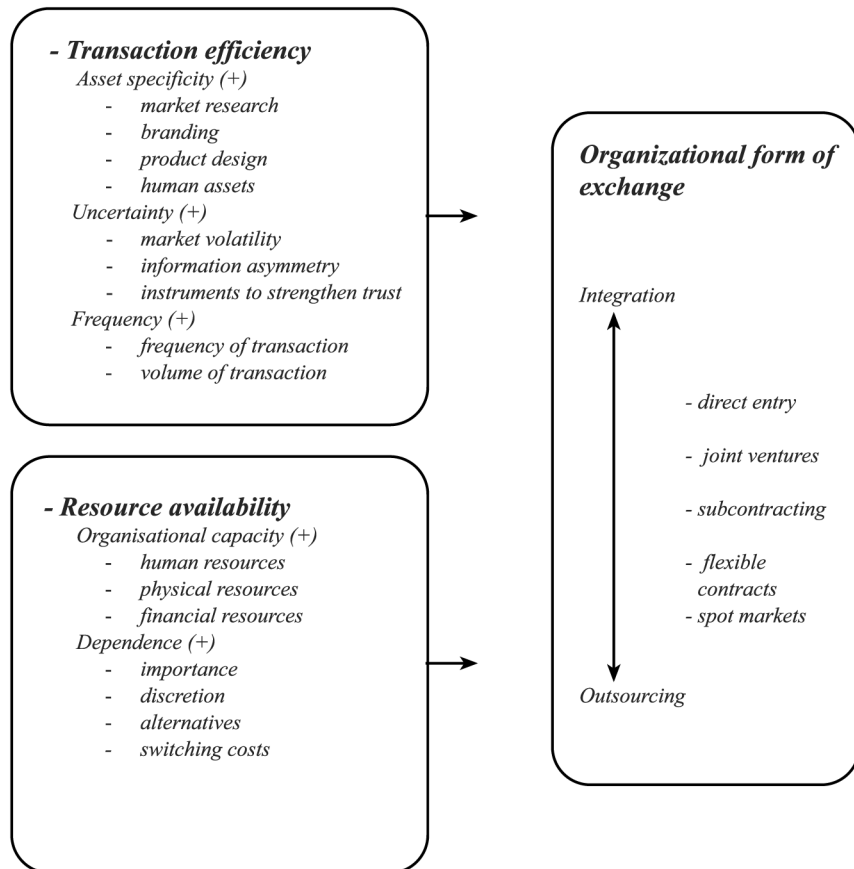 - Transaction efficiency
Asset specificity (+)
- market research
- branding
- product design
- human assets
Uncertainty (+)
- market volatility
- information asymmetry
- instruments to strengthen trust
Frequency (+)
- frequency of transaction
- volume of transaction
- Resource availability
Organisational capacity (+)
- human resources
- physical resources
- financial resources
Dependence (+)
- importance
- discretion
- alternatives
- switching costs
Organizational form of
exchange
Integration
- direct entry
- joint ventures
- subcontracting
- flexible
contracts
- spot markets
Outsourcing